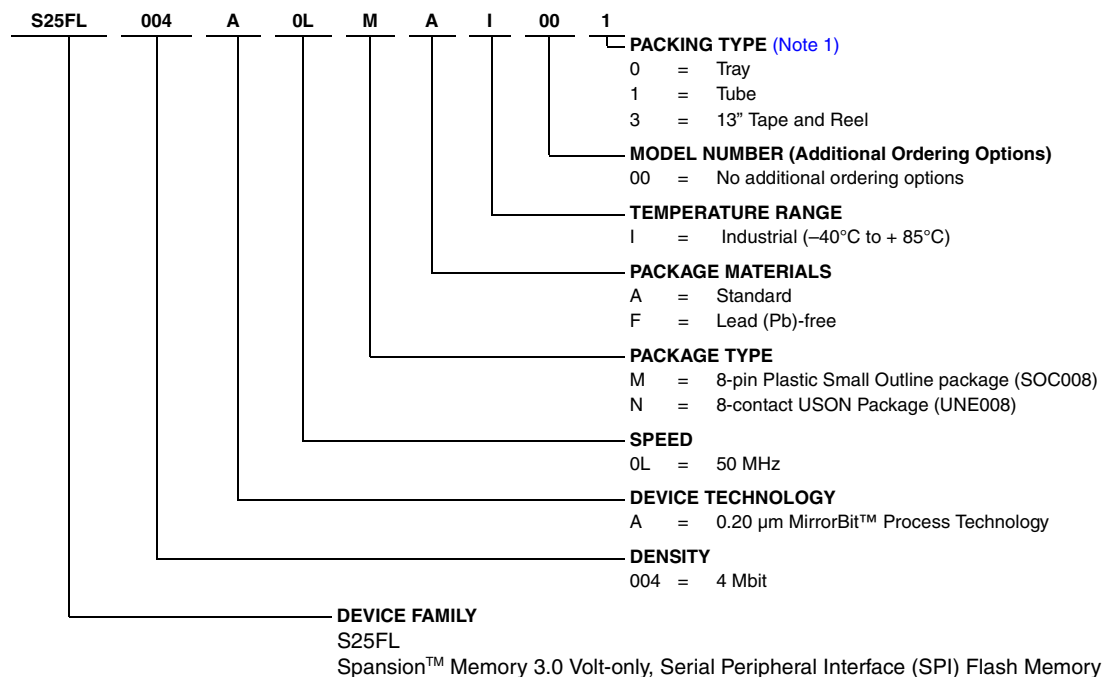 S25FL 004 A 0L M A I 00 1
PACKING TYPE (Note 1)
0 = Tray
1 = Tube
3 = 13” Tape and Reel
MODEL NUMBER (Additional Ordering Options)
00 = No additional ordering options
TEMPERATURE RANGE
I = Industrial (–40°C to + 85°C)
PACKAGE MATERIALS
A = Standard
F = Lead (Pb)-free
PACKAGE TYPE
M = 8-pin Plastic Small Outline package (SOC008)
N = 8-contact USON Package (UNE008)
SPEED
0L = 50 MHz
DEVICE TECHNOLOGY
A = 0.20 µm MirrorBit™ Process Technology
DENSITY
004 = 4 Mbit
DEVICE FAMILY
S25FL
Spansion™ Memory 3.0 Volt-only, Serial Peripheral Interface (SPI) Flash Memory